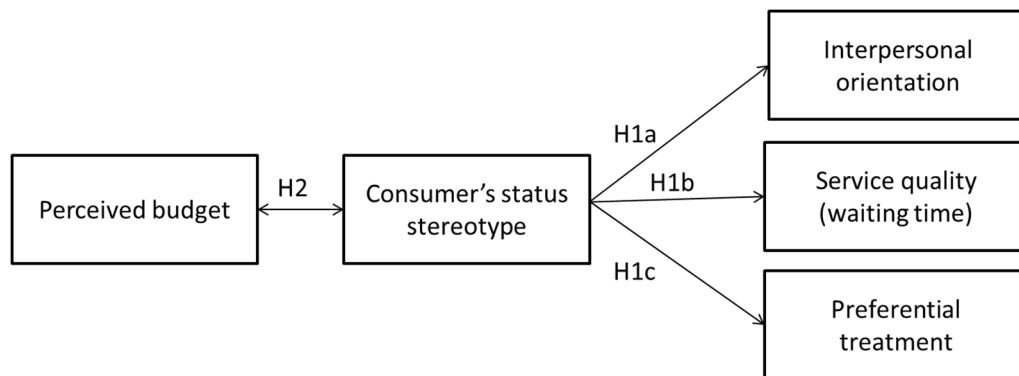 Interpersonal
orientation
H1a
Perceived budget
H2
Consumer's status
stereotype
H1b
Service quality
(waiting time)
H1c
Preferential
treatment